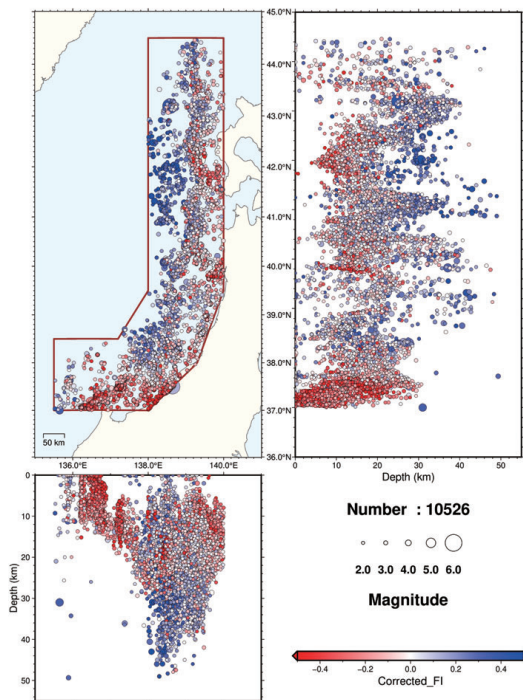 45.0°N
44.0°N
43.0°N
42.0°N
41.0°N
40.0°N
39.0°N
38.0°N
37.0°N
36.0°N
50 km
136.0°E 138.0°E 140.0°E
0 10 20 30 40 50
Depth (km)
0
10
20
30
40
50
Depth (km)
Number : 10526
2.0 3.0 4.0 5.0 6.0
Magnitude
−0.4 −0.2 0.0 0.2 0.4
Corrected_FI